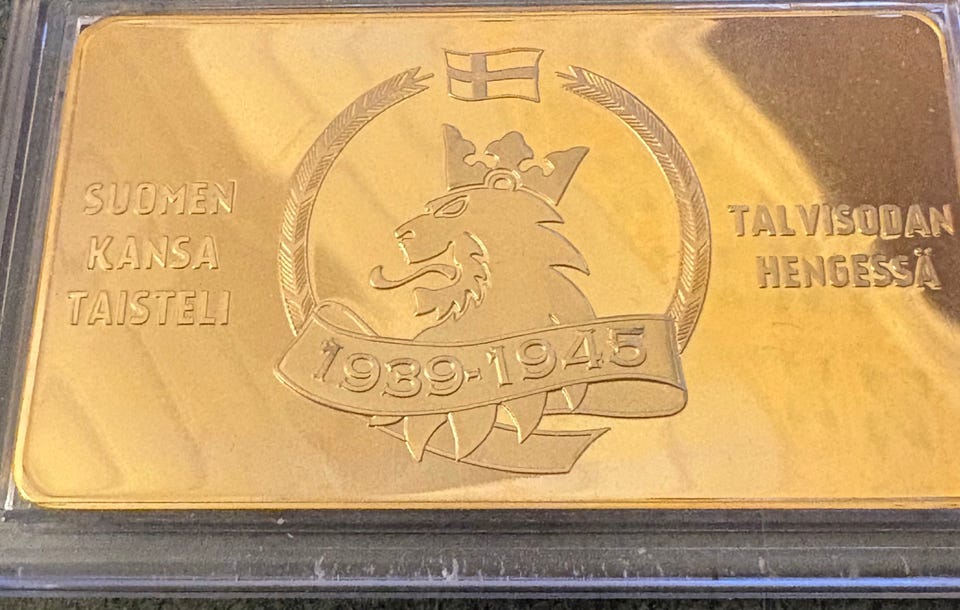 SUOMEN
KANSA
TAISTELI
1939-1945
TALVISODAN
HENGESSÄ